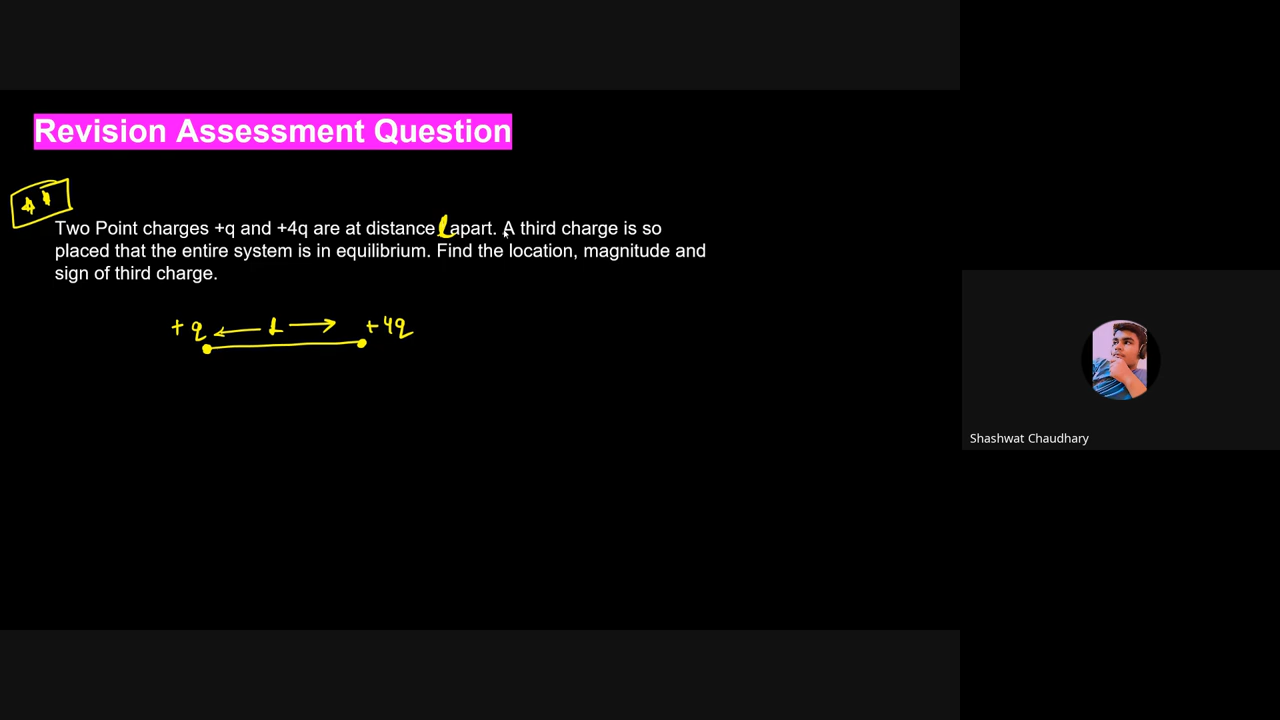 Revision Assessment Question
Two Point charges +q and +4q are at distance l apart. A third charge is so
placed that the entire system is in equilibrium. Find the location, magnitude and
sign of third charge.
+q ← l → +4q
Shashwat Chaudhary